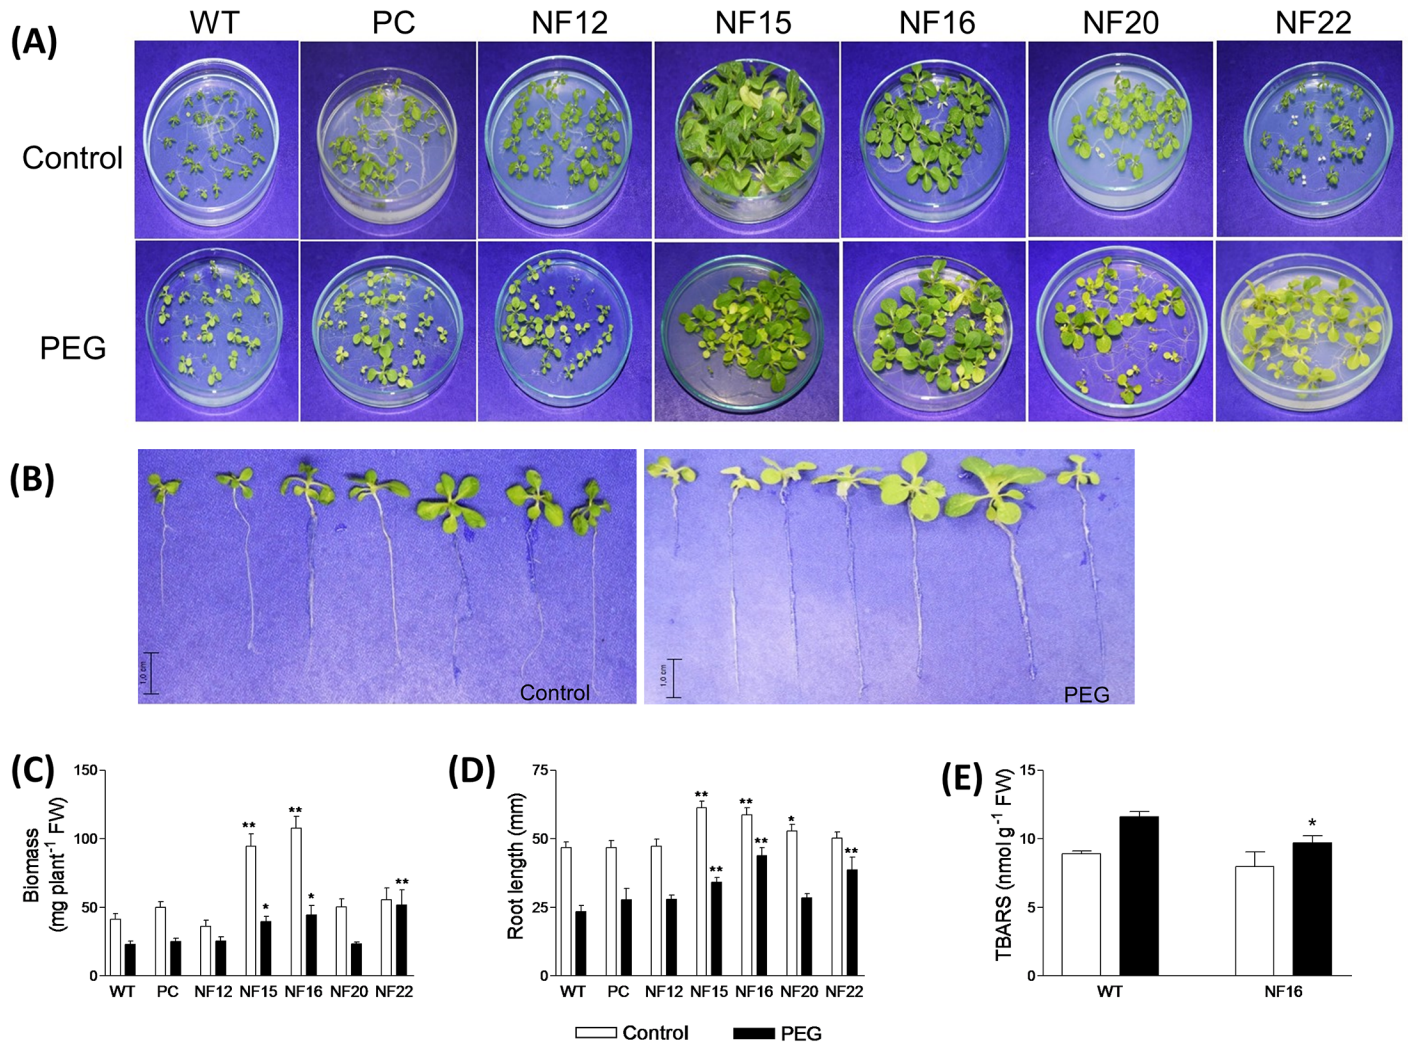 (A) WT PC NF12 NF15 NF16 NF20 NF22
Control
PEG
(B)
1,0 cm
Control
1,0 cm
PEG
(C)
Biomass
(mg plant⁻¹ FW)
150
100
50
0
** ** * * **
WT PC NF12 NF15 NF16 NF20 NF22
(D)
Root length (mm)
75
50
25
0
** ** ** ** * **
WT PC NF12 NF15 NF16 NF20 NF22
(E)
TBARS (nmol g⁻¹ FW)
15
10
5
0
*
WT NF16
Control PEG